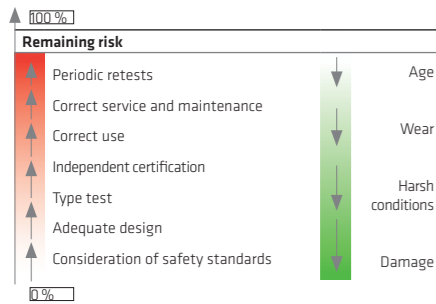 100 %
Remaining risk
Periodic retests
Correct service and maintenance
Correct use
Independent certification
Type test
Adequate design
Consideration of safety standards
0 %
Age
Wear
Harsh
conditions
Damage